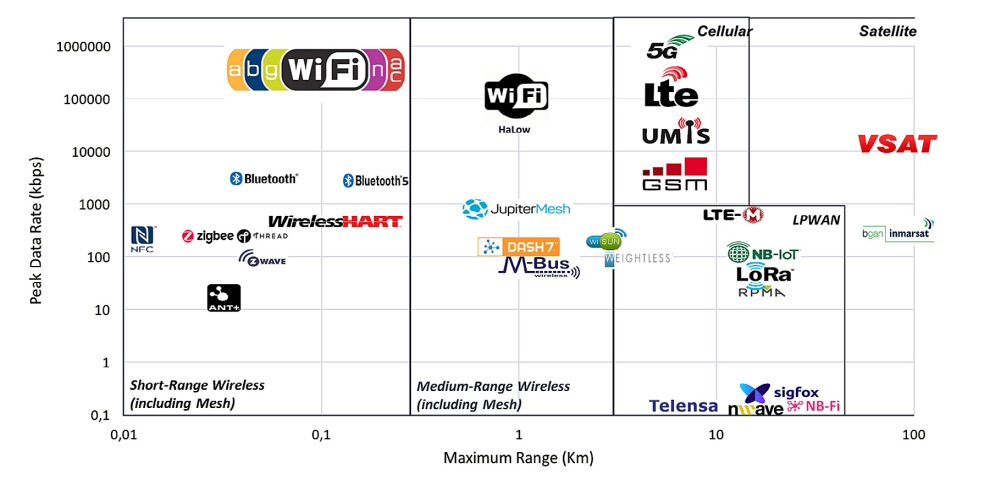 Peak Data Rate (kbps)
1000000
100000
10000
1000
100
10
1
0,1
0,01
0,1
1
10
100
Maximum Range (Km)
Short-Range Wireless
(including Mesh)
Medium-Range Wireless
(including Mesh)
Cellular
Satellite
LPWAN
a b g WiFi n ac
Bluetooth
Bluetooth 5
WirelessHART
NFC
zigbee
THREAD
Z WAVE
ANT+
WiFi
HaLow
JupiterMesh
DASH7
M-Bus
wireless
Wi SUN
WEIGHTLESS
5G
Lte
UMTS
GSM
LTE-M
NB-IoT
LoRa
RPMA
sigfox
Telensa
nwave
NB-Fi
VSAT
bgan inmarsat